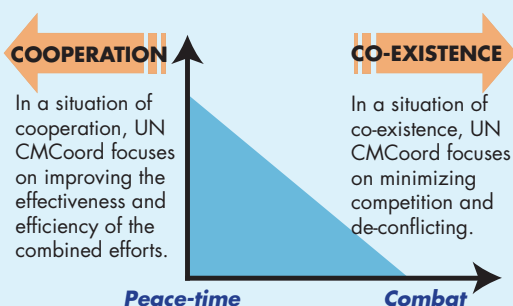 COOPERATION
In a situation of
cooperation, UN
CMCoord focuses
on improving the
effectiveness and
efficiency of the
combined efforts.
CO-EXISTENCE
In a situation of
co-existence, UN
CMCoord focuses
on minimizing
competition and
de-conflicting.
Peace-time
Combat